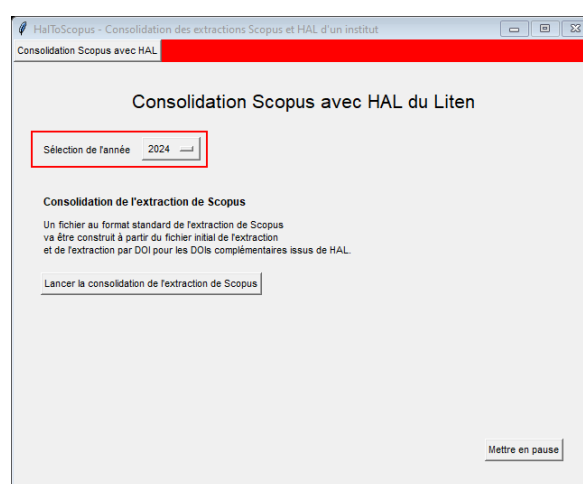 HalToScopus - Consolidation des extractions Scopus et HAL d'un institut
Consolidation Scopus avec HAL
Consolidation Scopus avec HAL du Liten
Sélection de l'année 2024
Consolidation de l'extraction de Scopus
Un fichier au format standard de l'extraction de Scopus
va être construit à partir du fichier initial de l'extraction
et de l'extraction par DOI pour les DOIs complémentaires issus de HAL.
Lancer la consolidation de l'extraction de Scopus
Mettre en pause